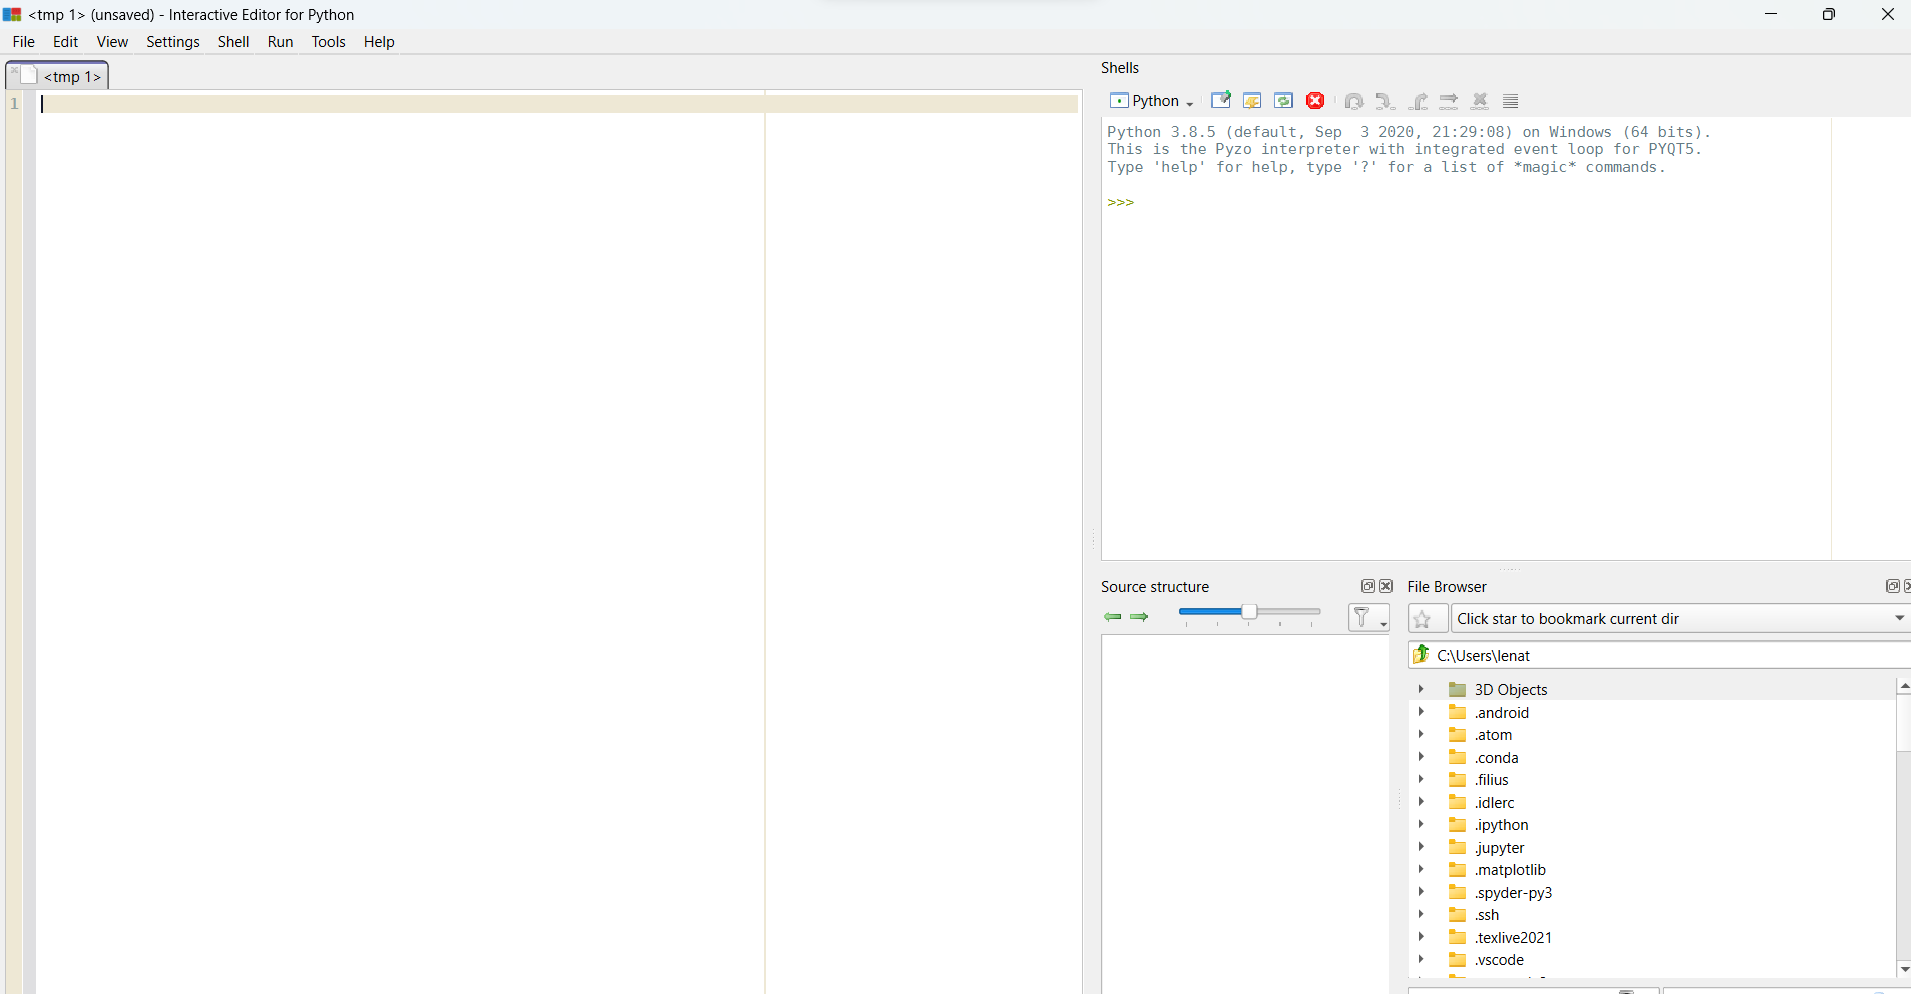 <tmp 1> (unsaved) - Interactive Editor for Python
File Edit View Settings Shell Run Tools Help
<tmp 1>
1
Shells
Python
Python 3.8.5 (default, Sep  3 2020, 21:29:08) on Windows (64 bits).
This is the Pyzo interpreter with integrated event loop for PYQT5.
Type 'help' for help, type '?' for a list of *magic* commands.
>>>
Source structure
File Browser
Click star to bookmark current dir
C:\Users\lenat
3D Objects
.android
.atom
.conda
.filius
.idlerc
.ipython
.jupyter
.matplotlib
.spyder-py3
.ssh
.texlive2021
.vscode